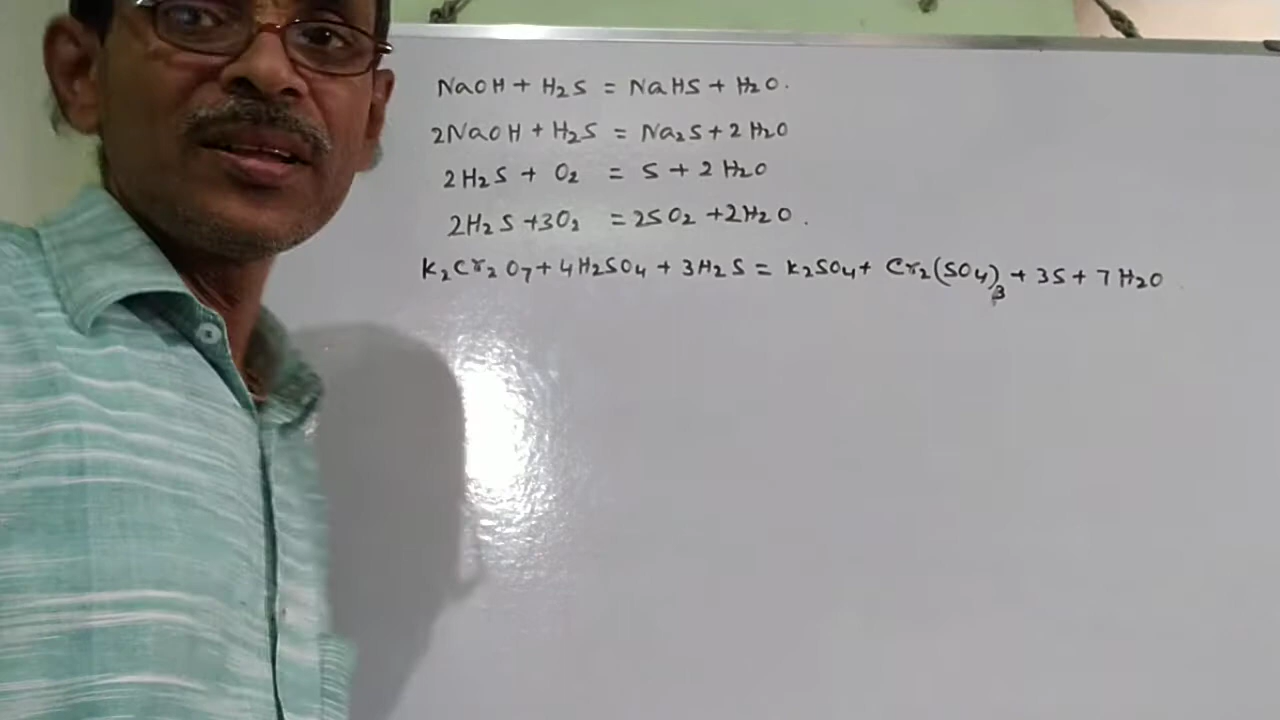 NaOH + H2S = NaHS + H2O.
2NaOH + H2S = Na2S + 2H2O
2H2S + O2 = S + 2H2O
2H2S + 3O2 = 2SO2 + 2H2O.
K2Cr2O7 + 4H2SO4 + 3H2S = K2SO4 + Cr2(SO4)3 + 3S + 7H2O